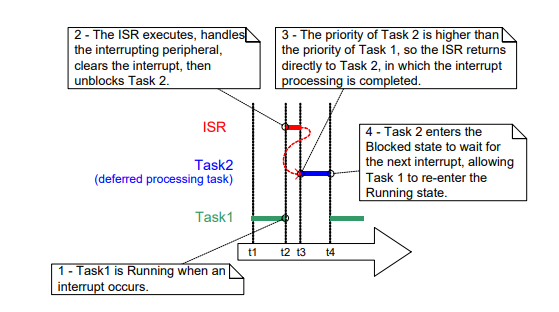 2 - The ISR executes, handles
the interrupting peripheral,
clears the interrupt, then
unblocks Task 2.
3 - The priority of Task 2 is higher than
the priority of Task 1, so the ISR returns
directly to Task 2, in which the interrupt
processing is completed.
ISR
Task2
(deferred processing task)
4 - Task 2 enters the
Blocked state to wait for
the next interrupt, allowing
Task 1 to re-enter the
Running state.
Task1
t1 t2 t3 t4
1 - Task1 is Running when an
interrupt occurs.